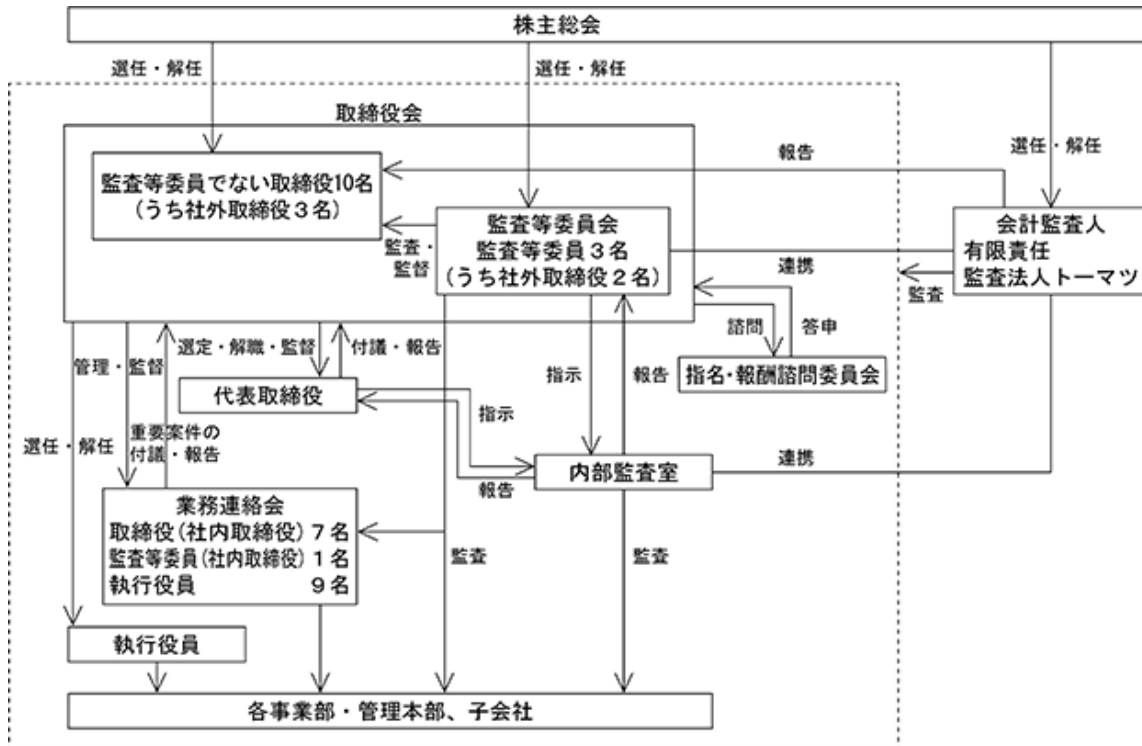 株主総会
選任・解任
選任・解任
取締役会
報告
選任・解任
監査等委員でない取締役10名
(うち社外取締役3名)
監査・
監督
監査等委員会
監査等委員3名
(うち社外取締役2名)
会計監査人
有限責任
監査法人トーマツ
連携
監査
諮問
答申
管理・監督
選定・解職・監督
付議・報告
指示
報告
指名・報酬諮問委員会
代表取締役
指示
選任・解任
重要案件の
付議・報告
連携
内部監査室
報告
業務連絡会
取締役(社内取締役)7名
監査等委員(社内取締役)1名
執行役員 9名
監査
監査
執行役員
各事業部・管理本部、子会社